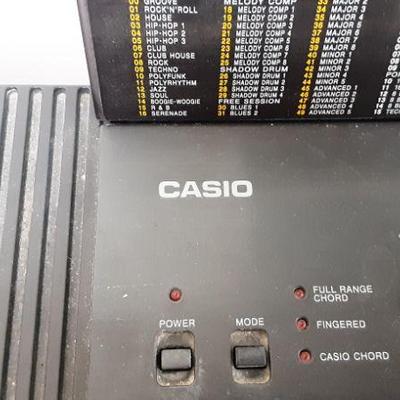 00 GROOVE MELODY COMP 33 MAJOR 2
01 ROCK'N'ROLL 18 MELODY COMP 1 34 MAJOR 3
02 HOUSE 19 MELODY COMP 2 35 MAJOR 4
03 HIP-HOP 1 20 MELODY COMP 3 36 MAJOR 5
04 HIP-HOP 2 21 MELODY COMP 4 37 MAJOR 6
05 HIP-HOP 3 22 MELODY COMP 5 38 MAJOR 7
06 CLUB 23 MELODY COMP 6 39 MAJOR 8
07 CLUB HOUSE 24 MELODY COMP 7 40 MINOR 1
08 ROCK 25 MELODY COMP 8 41 MINOR 2
09 TECHNO SHADOW DRUM 42 MINOR 3
10 POLYFUNK 26 SHADOW DRUM 1 43 MINOR 4
11 POLYRHYTHM 27 SHADOW DRUM 2 44 MINOR 5
12 JAZZ 28 SHADOW DRUM 3 45 ADVANCED 1
13 SOUL 29 SHADOW DRUM 4 46 ADVANCED 2
14 BOOGIE-WOOGIE FREE SESSION 47 ADVANCED 3
15 R & B 30 BLUES 1 48 ADVANCED 4
16 SERENADE 31 BLUES 2 49 ADVANCED 5
CASIO
FULL RANGE
CHORD
POWER MODE FINGERED
CASIO CHORD